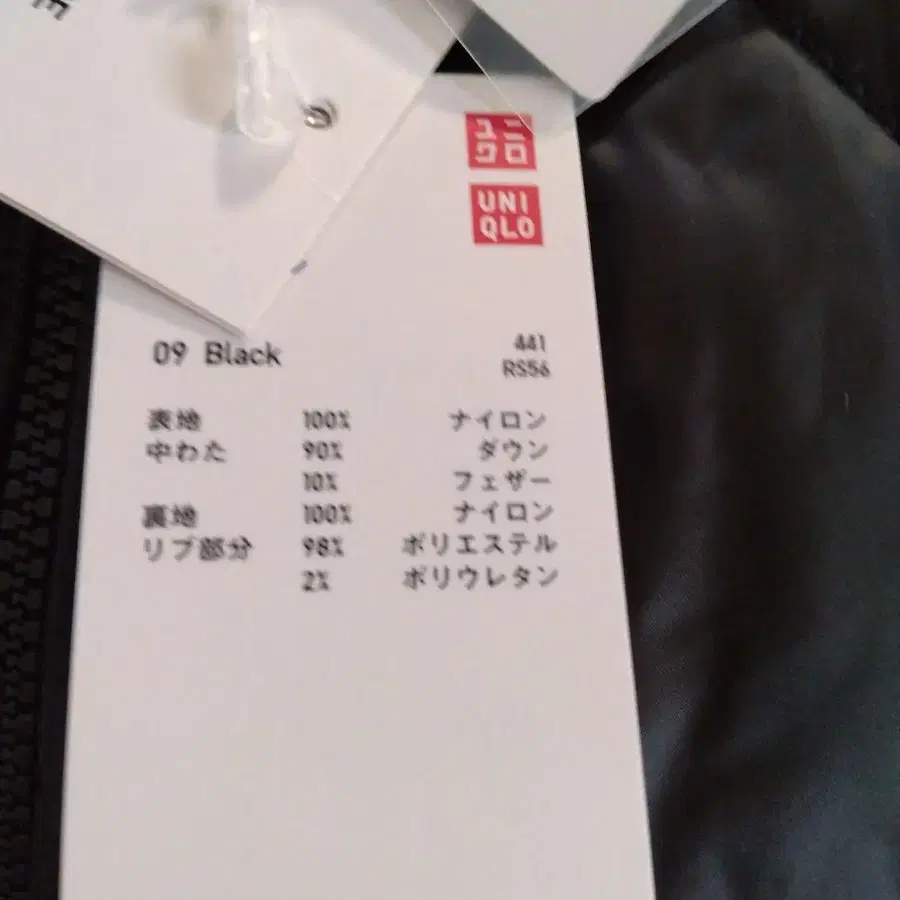 ユニ
クロ
UNI
QLO
09 Black
441
RS56
表地 100% ナイロン
中わた 90% ダウン
10% フェザー
裏地 100% ナイロン
リブ部分 98% ポリエステル
2% ポリウレタン